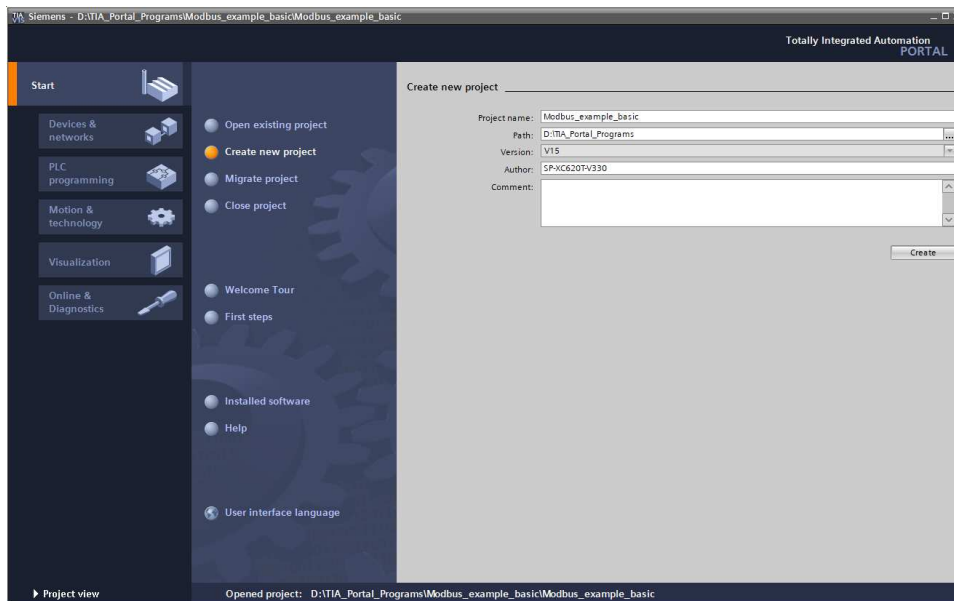 Siemens - D:\TIA_Portal_Programs\Modbus_example_basic\Modbus_example_basic
Totally Integrated Automation
PORTAL
Start
Devices &
networks
PLC
programming
Motion &
technology
Visualization
Online &
Diagnostics
Open existing project
Create new project
Migrate project
Close project
Welcome Tour
First steps
Installed software
Help
User interface language
Create new project
Project name: Modbus_example_basic
Path: D:\TIA_Portal_Programs ...
Version: V15
Author: SP-XC620T-V330
Comment:
Create
Project view
Opened project: D:\TIA_Portal_Programs\Modbus_example_basic\Modbus_example_basic